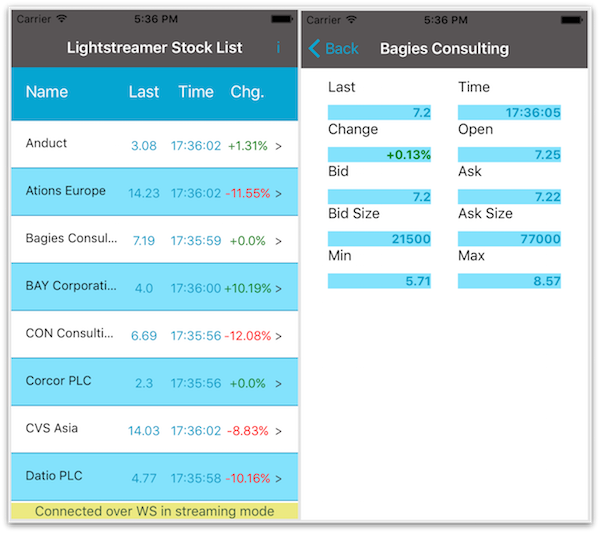 Carrier 5:36 PM
Lightstreamer Stock List i
Name Last Time Chg.
Anduct 3.08 17:36:02 +1.31% >
Ations Europe 14.23 17:36:02 -11.55% >
Bagies Consul... 7.19 17:35:59 +0.0% >
BAY Corporati... 4.0 17:36:00 +10.19% >
CON Consulti... 6.69 17:35:56 -12.08% >
Corcor PLC 2.3 17:35:56 +0.0% >
CVS Asia 14.03 17:36:02 -8.83% >
Datio PLC 4.77 17:35:58 -10.16% >
Connected over WS in streaming mode
Carrier 5:36 PM
Back Bagies Consulting
Last Time
7.2 17:36:05
Change Open
+0.13% 7.25
Bid Ask
7.2 7.22
Bid Size Ask Size
21500 77000
Min Max
5.71 8.57